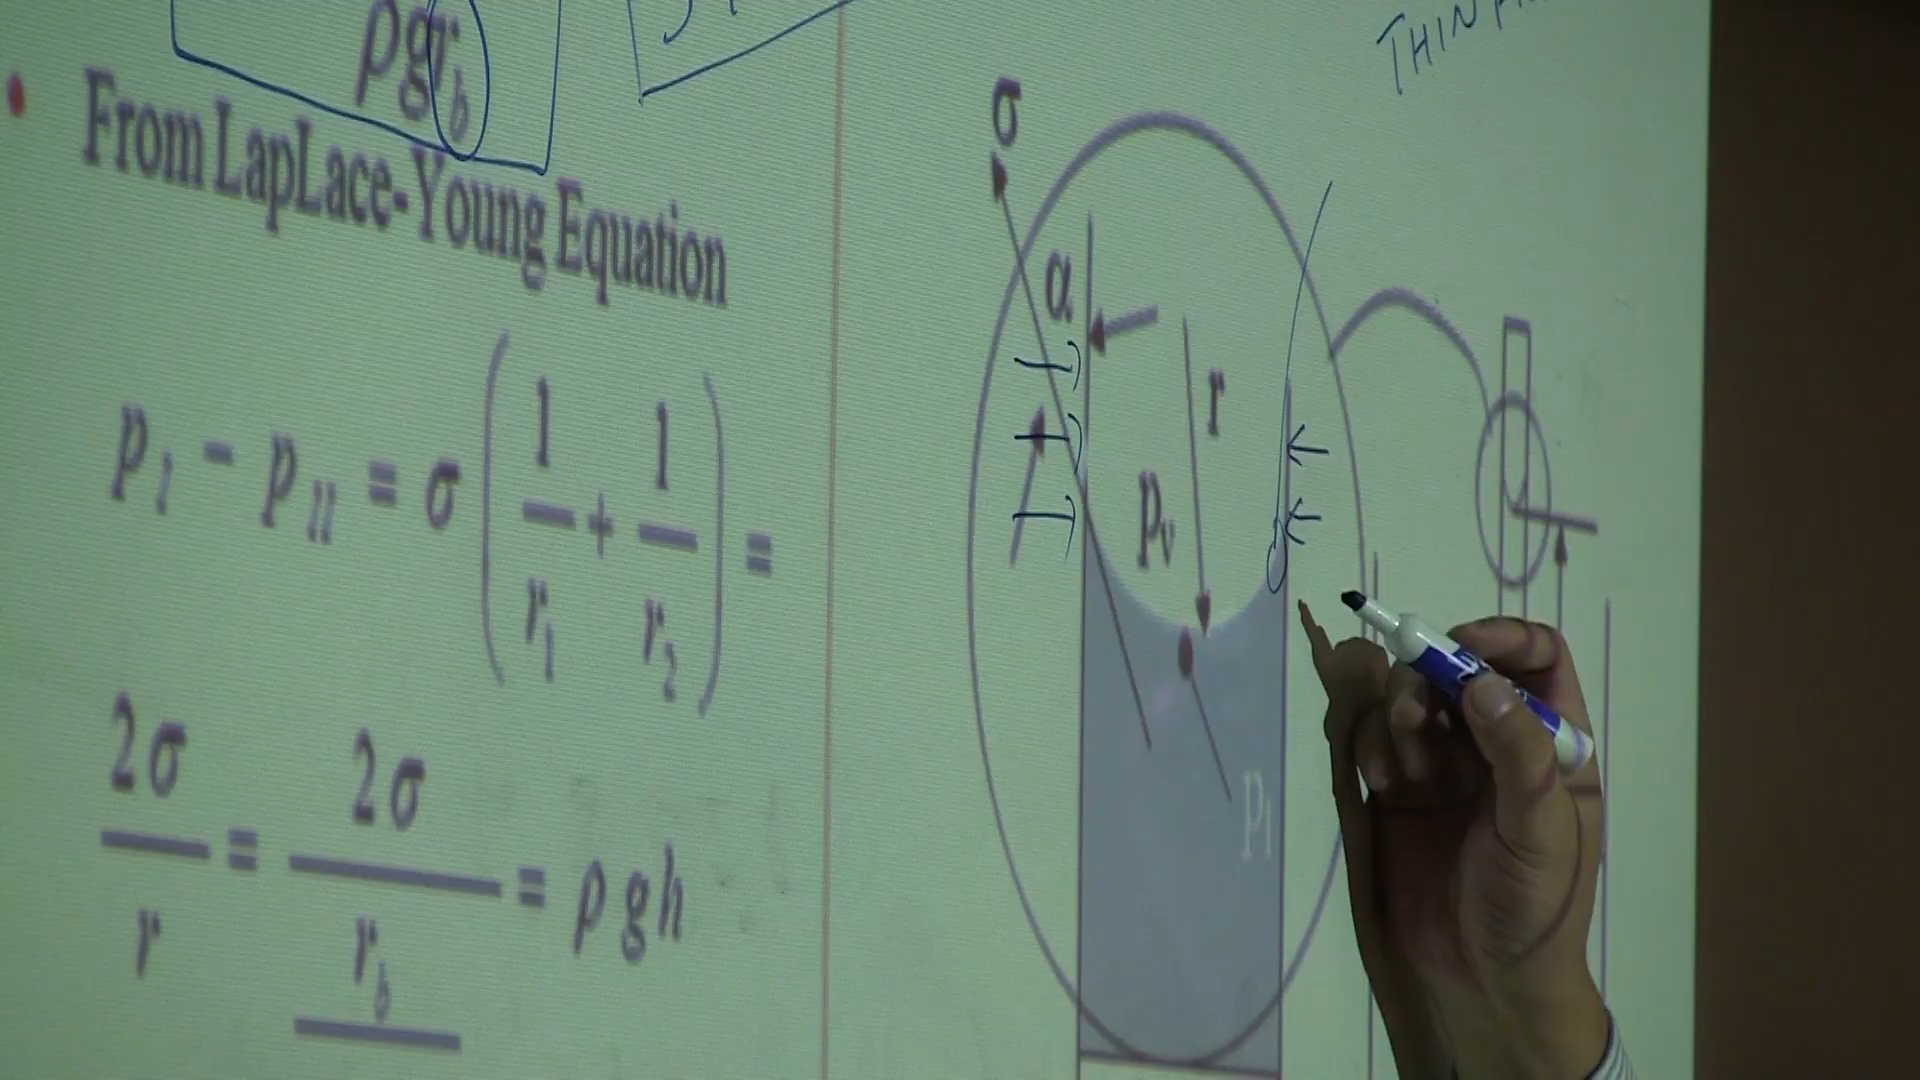 ρgr_b
THIN
• From LapLace-Young Equation
p_I - p_II = σ (1/r_1 + 1/r_2) =
2σ/r = 2σ/r_b = ρgh
σ
α
r
p_v
p_l